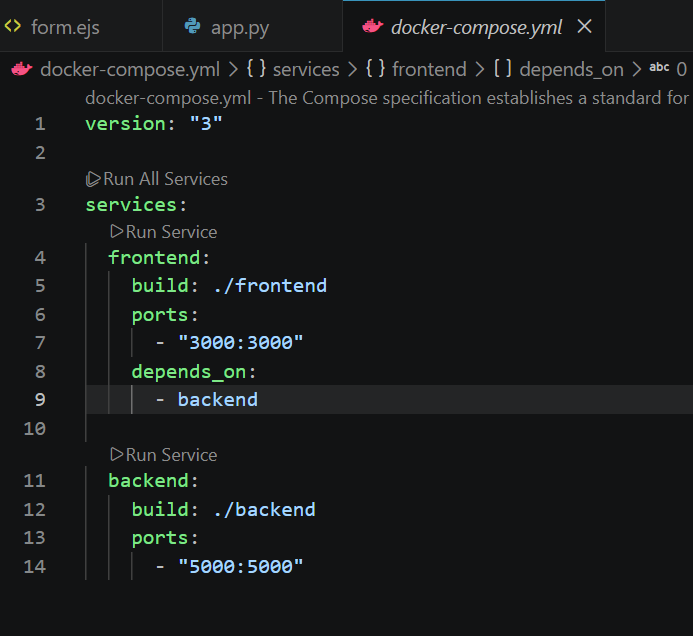 <> form.ejs app.py docker-compose.yml ×
docker-compose.yml > { } services > { } frontend > [ ] depends_on > abc 0
docker-compose.yml - The Compose specification establishes a standard for
1 version: "3"
2
Run All Services
3 services:
Run Service
4 frontend:
5 build: ./frontend
6 ports:
7 - "3000:3000"
8 depends_on:
9 - backend
10
Run Service
11 backend:
12 build: ./backend
13 ports:
14 - "5000:5000"